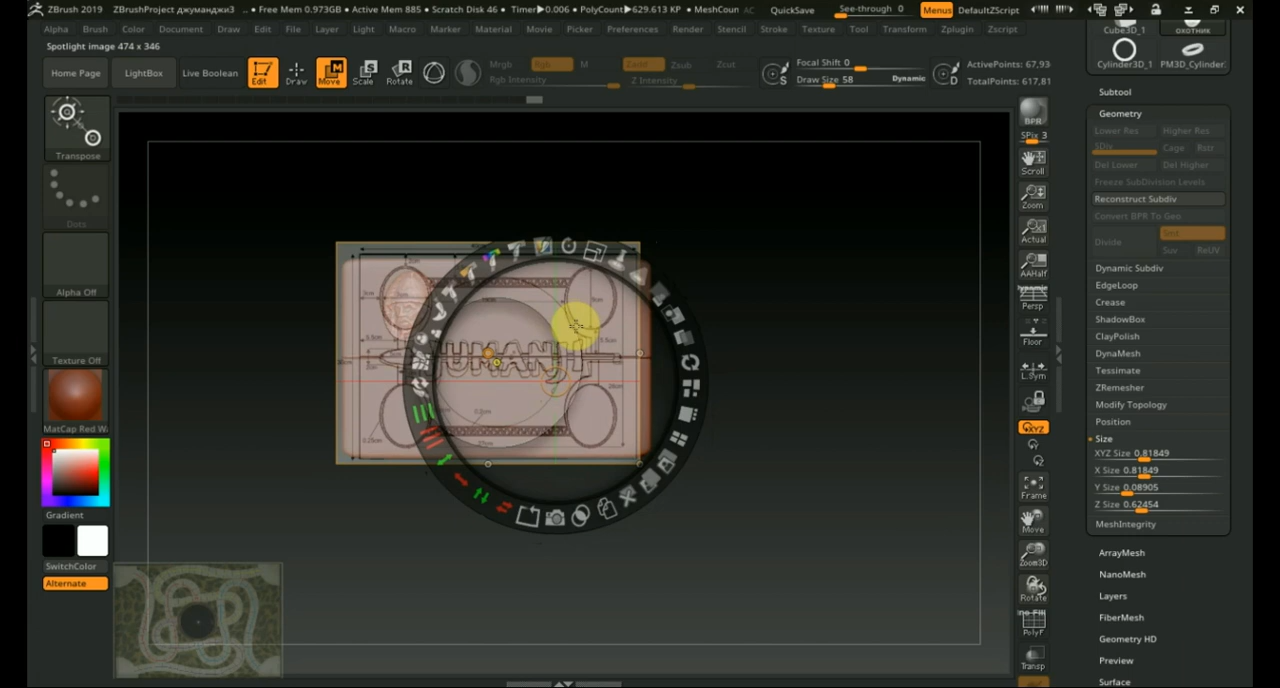 ZBrush 2019 ZBrushProject джуманджи3 .. • Free Mem 0.973GB • Active Mem 885 • Scratch Disk 46 • Timer▶0.006 • PolyCount▶629.613 KP • MeshCoun AC QuickSave See-through 0 Menus DefaultZScript
Alpha Brush Color Document Draw Edit File Layer Light Macro Marker Material Movie Picker Preferences Render Stencil Stroke Texture Tool Transform Zplugin Zscript
Spotlight image 474 x 346
Home Page LightBox Live Boolean Edit Draw Move Scale Rotate
Mrgb Rgb M Zadd Zsub Zcut
Rgb Intensity Z Intensity
Focal Shift 0
Draw Size 58 Dynamic
ActivePoints: 67,93
TotalPoints: 617,81
Transpose
Dots
Alpha Off
Texture Off
MatCap Red W
Gradient
SwitchColor
Alternate
JUMANJI
BPR
SPix 3
Scroll
Zoom
Actual
AAHalf
Dynamic
Persp
Floor
L.Sym
XYZ
Frame
Move
Zoom3D
Rotate
PolyF
Transp
Cube3D_1 охотник
Cylinder3D_1 PM3D_Cylinder
Subtool
Geometry
Lower Res Higher Res
SDiv Cage Rstr
Del Lower Del Higher
Freeze SubDivision Levels
Reconstruct Subdiv
Convert BPR To Geo
Divide Smt
Suv ReUV
Dynamic Subdiv
EdgeLoop
Crease
ShadowBox
ClayPolish
DynaMesh
Tessimate
ZRemesher
Modify Topology
Position
Size
XYZ Size 0.81849
X Size 0.81849
Y Size 0.08905
Z Size 0.62454
MeshIntegrity
ArrayMesh
NanoMesh
Layers
FiberMesh
Geometry HD
Preview
Surface